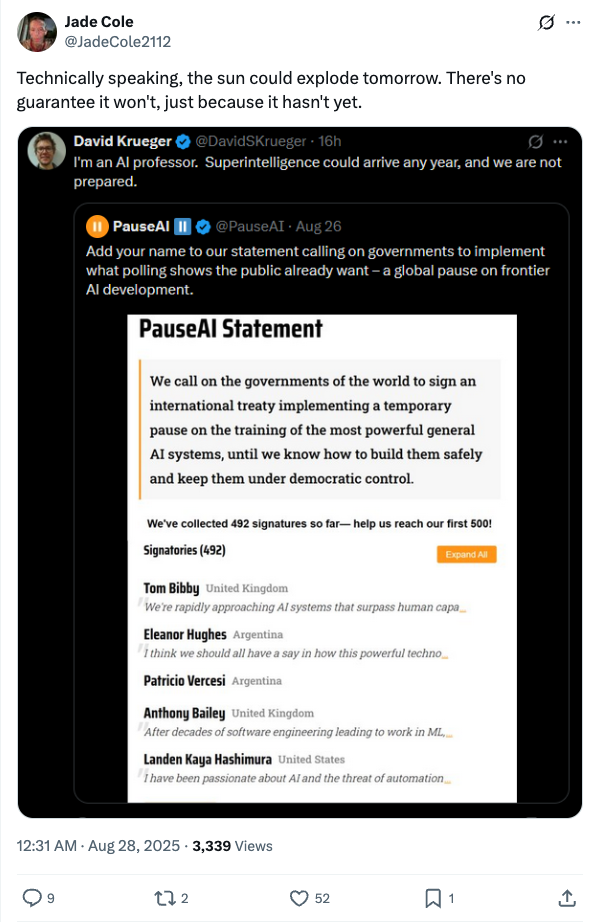 Jade Cole
@JadeCole2112
Technically speaking, the sun could explode tomorrow. There's no
guarantee it won't, just because it hasn't yet.
David Krueger @DavidSKrueger · 16h
I'm an AI professor. Superintelligence could arrive any year, and we are not
prepared.
PauseAI @PauseAI · Aug 26
Add your name to our statement calling on governments to implement
what polling shows the public already want – a global pause on frontier
AI development.
PauseAI Statement
We call on the governments of the world to sign an
international treaty implementing a temporary
pause on the training of the most powerful general
AI systems, until we know how to build them safely
and keep them under democratic control.
We've collected 492 signatures so far— help us reach our first 500!
Signatories (492)
Expand All
Tom Bibby United Kingdom
We're rapidly approaching AI systems that surpass human capa...
Eleanor Hughes Argentina
I think we should all have a say in how this powerful techno...
Patricio Vercesi Argentina
Anthony Bailey United Kingdom
After decades of software engineering leading to work in ML,...
Landen Kaya Hashimura United States
I have been passionate about AI and the threat of automation...
12:31 AM · Aug 28, 2025 · 3,339 Views
9 2 52 1